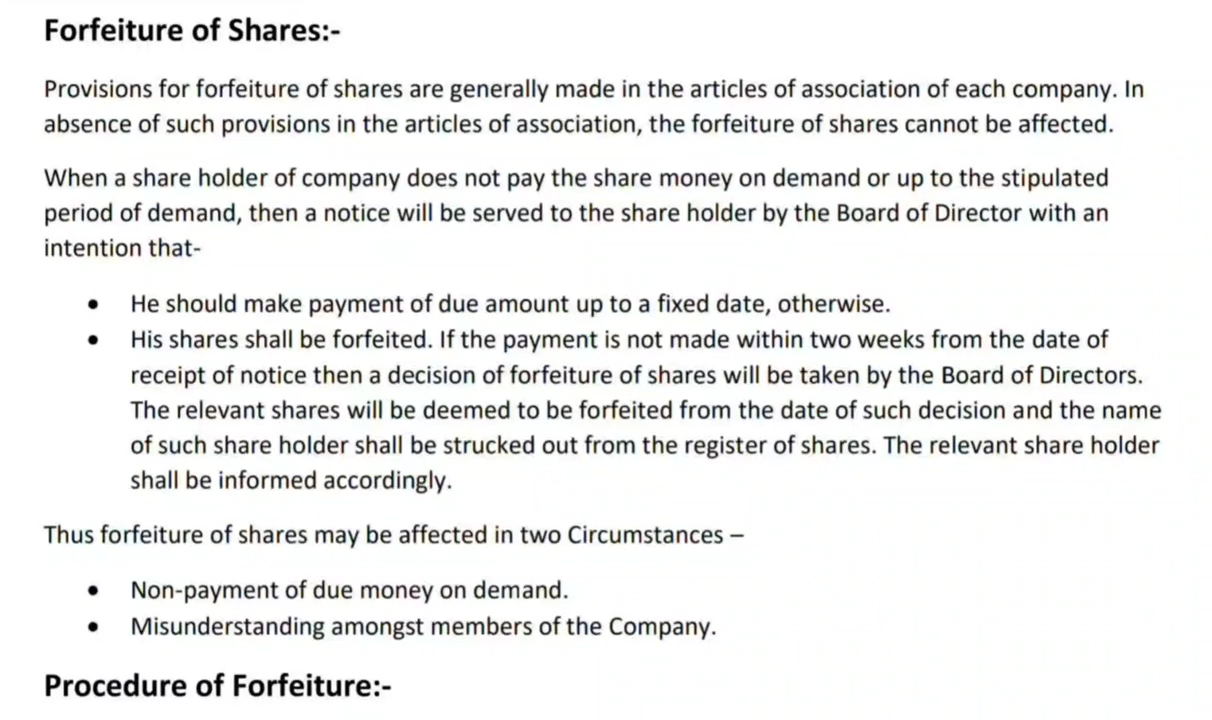 Forfeiture of Shares:-
Provisions for forfeiture of shares are generally made in the articles of association of each company. In
absence of such provisions in the articles of association, the forfeiture of shares cannot be affected.
When a share holder of company does not pay the share money on demand or up to the stipulated
period of demand, then a notice will be served to the share holder by the Board of Director with an
intention that-
• He should make payment of due amount up to a fixed date, otherwise.
• His shares shall be forfeited. If the payment is not made within two weeks from the date of
receipt of notice then a decision of forfeiture of shares will be taken by the Board of Directors.
The relevant shares will be deemed to be forfeited from the date of such decision and the name
of such share holder shall be strucked out from the register of shares. The relevant share holder
shall be informed accordingly.
Thus forfeiture of shares may be affected in two Circumstances –
• Non-payment of due money on demand.
• Misunderstanding amongst members of the Company.
Procedure of Forfeiture:-